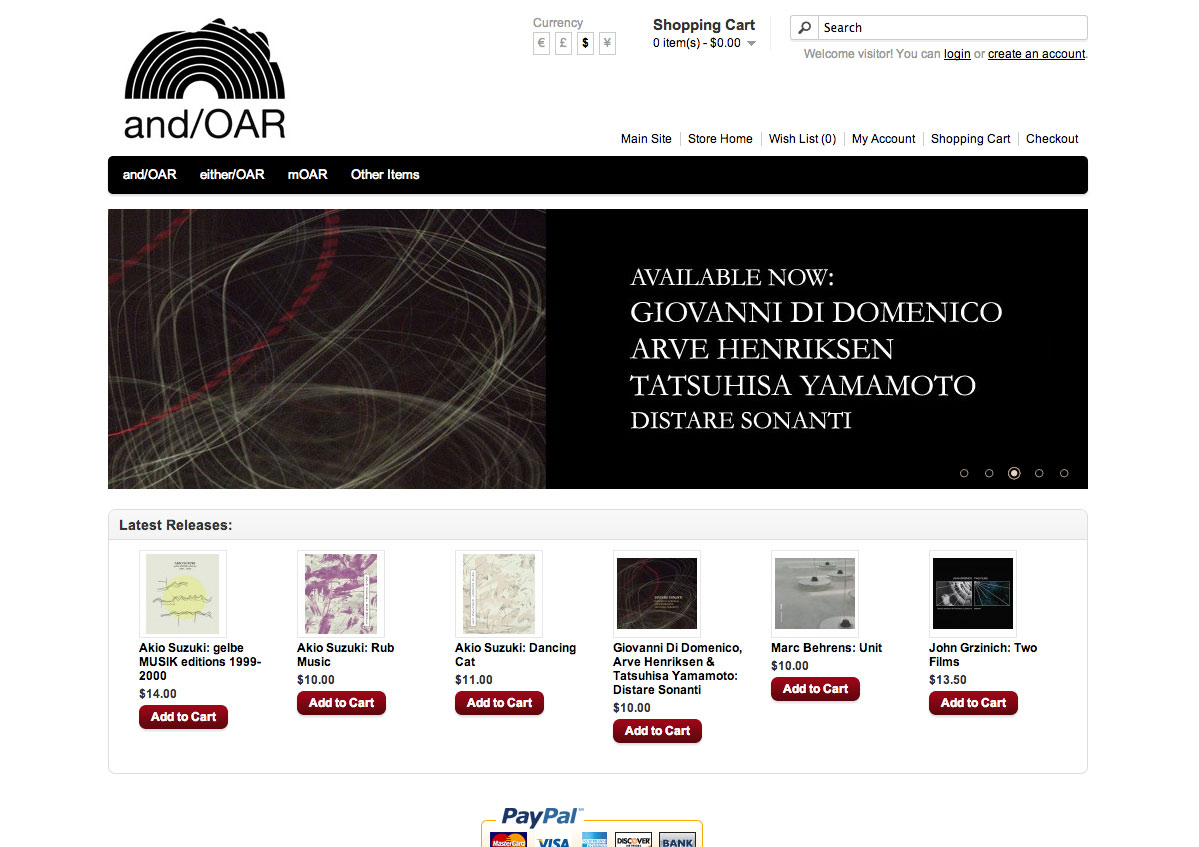 and/OAR
Currency
€ £ $ ¥
Shopping Cart
0 item(s) - $0.00
Search
Welcome visitor! You can login or create an account.
Main Site Store Home Wish List (0) My Account Shopping Cart Checkout
and/OAR either/OAR mOAR Other Items
AVAILABLE NOW:
GIOVANNI DI DOMENICO
ARVE HENRIKSEN
TATSUHISA YAMAMOTO
DISTARE SONANTI
Latest Releases:
AKIO SUZUKI
Akio Suzuki: gelbe
MUSIK editions 1999-
2000
$14.00
Add to Cart
Akio Suzuki: Rub
Music
$10.00
Add to Cart
Akio Suzuki: Dancing
Cat
$11.00
Add to Cart
Giovanni Di Domenico,
Arve Henriksen &
Tatsuhisa Yamamoto:
Distare Sonanti
$10.00
Add to Cart
Marc Behrens: Unit
$10.00
Add to Cart
JOHN GRZINICH TWO FILMS
John Grzinich: Two
Films
$13.50
Add to Cart
PayPal
MasterCard VISA DISCOVER BANK